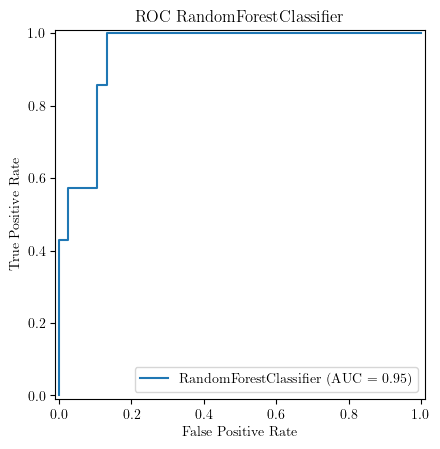 ROC RandomForestClassifier
1.0
0.8
0.6
0.4
0.2
0.0
True Positive Rate
RandomForestClassifier (AUC = 0.95)
0.0 0.2 0.4 0.6 0.8 1.0
False Positive Rate